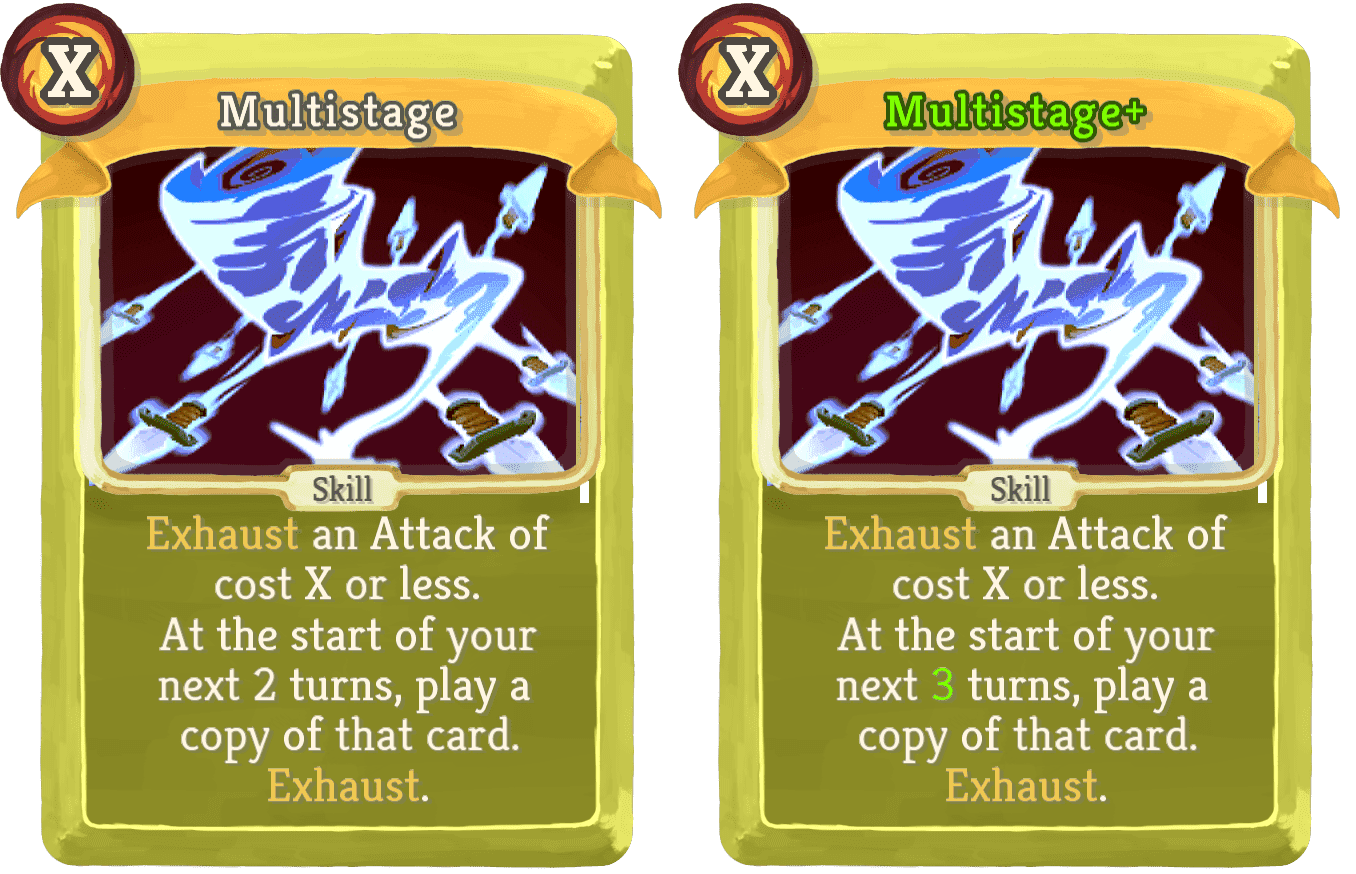 X
Multistage
Skill
Exhaust an Attack of
cost X or less.
At the start of your
next 2 turns, play a
copy of that card.
Exhaust.
X
Multistage+
Skill
Exhaust an Attack of
cost X or less.
At the start of your
next 3 turns, play a
copy of that card.
Exhaust.